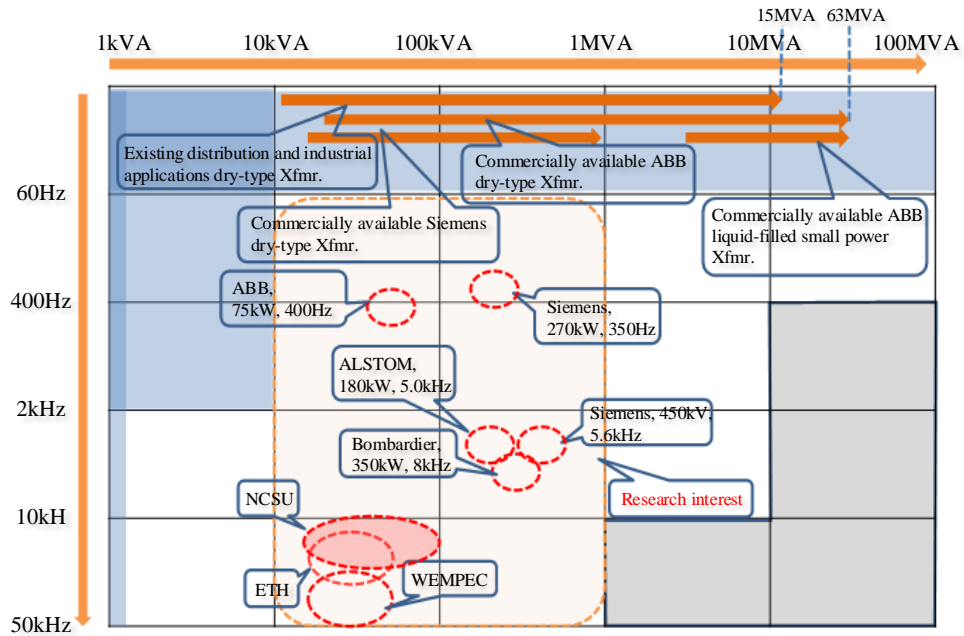 15MVA 63MVA
1kVA 10kVA 100kVA 1MVA 10MVA 100MVA
Existing distribution and industrial
applications dry-type Xfmr.
Commercially available ABB
dry-type Xfmr.
60Hz
Commercially available Siemens
dry-type Xfmr.
Commercially available ABB
liquid-filled small power
Xfmr.
ABB,
75kW, 400Hz
400Hz
Siemens,
270kW, 350Hz
ALSTOM,
180kW, 5.0kHz
2kHz
Siemens, 450kV,
5.6kHz
Bombardier,
350kW, 8kHz
NCSU
Research interest
10kH
ETH
WEMPEC
50kHz